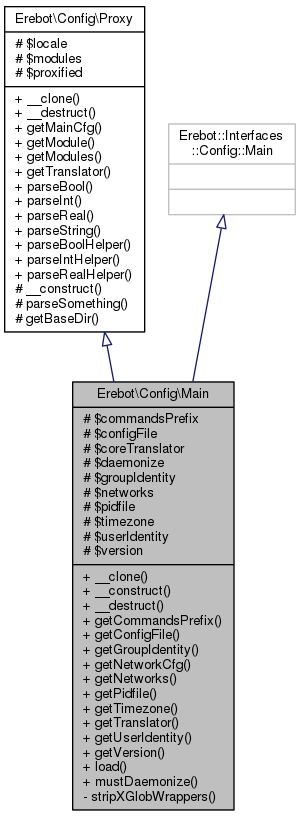 Erebot\Config\Proxy
# $locale
# $modules
# $proxified
+ __clone()
+ __destruct()
+ getMainCfg()
+ getModule()
+ getModules()
+ getTranslator()
+ parseBool()
+ parseInt()
+ parseReal()
+ parseString()
+ parseBoolHelper()
+ parseIntHelper()
+ parseRealHelper()
# __construct()
# parseSomething()
# getBaseDir()
Erebot::Interfaces
::Config::Main
Erebot\Config\Main
# $commandsPrefix
# $configFile
# $coreTranslator
# $daemonize
# $groupIdentity
# $networks
# $pidfile
# $timezone
# $userIdentity
# $version
+ __clone()
+ __construct()
+ __destruct()
+ getCommandsPrefix()
+ getConfigFile()
+ getGroupIdentity()
+ getNetworkCfg()
+ getNetworks()
+ getPidfile()
+ getTimezone()
+ getTranslator()
+ getUserIdentity()
+ getVersion()
+ load()
+ mustDaemonize()
- stripXGlobWrappers()